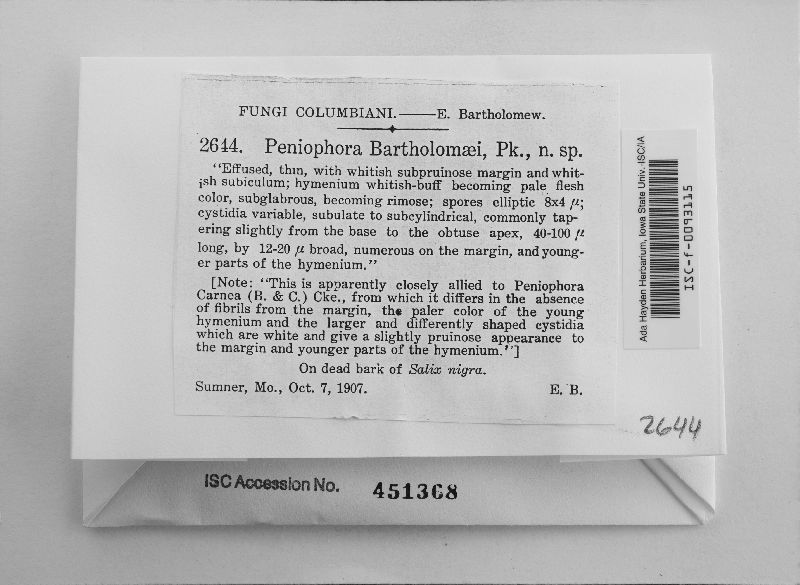 FUNGI COLUMBIANI.——E. Bartholomew.
2644. Peniophora Bartholomæi, Pk., n. sp.
"Effused, thin, with whitish subpruinose margin and whit-
ish subiculum; hymenium whitish-buff becoming pale flesh
color, subglabrous, becoming rimose; spores elliptic 8x4 µ;
cystidia variable, subulate to subcylindrical, commonly tap-
ering slightly from the base to the obtuse apex, 40-100 µ
long, by 12-20 µ broad, numerous on the margin, and young-
er parts of the hymenium."
[Note: "This is apparently closely allied to Peniophora
Carnea (B. & C.) Cke., from which it differs in the absence
of fibrils from the margin, the paler color of the young
hymenium and the larger and differently shaped cystidia
which are white and give a slightly pruinose appearance to
the margin and younger parts of the hymenium."]
On dead bark of Salix nigra.
Sumner, Mo., Oct. 7, 1907. E. B.
Ada Hayden Herbarium, Iowa State Univ.-ISC/IA
ISC-f-0093115
2644
ISC Accession No. 451368